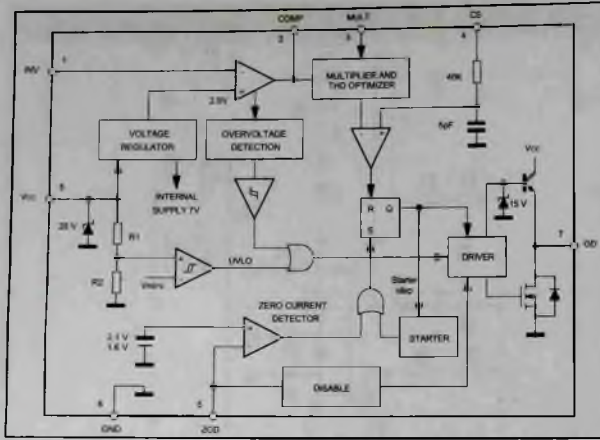 COMP
MULT
CS
2
3
4
INV
1
2.5V
MULTIPLIER AND
THD OPTIMIZER
40K
5pF
VOLTAGE
REGULATOR
OVERVOLTAGE
DETECTION
Vcc
8
INTERNAL
SUPPLY 7V
R1
R2
R
Q
S
Vcc
15 V
7
GD
DRIVER
UVLO
ZERO CURRENT
DETECTOR
Starter
stop
2.1 V
1.6 V
STARTER
DISABLE
6
GND
5
ZCD